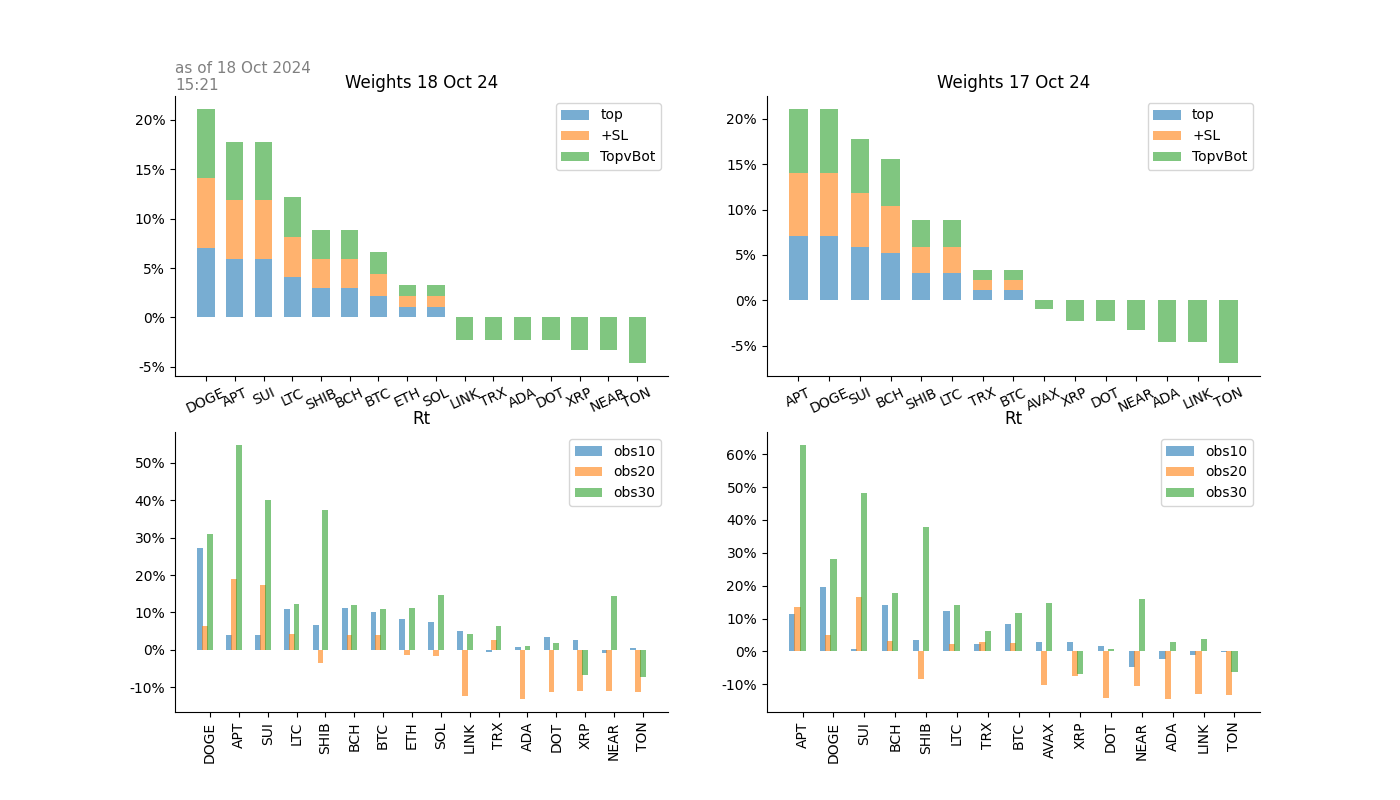 as of 18 Oct 2024
15:21
Weights 18 Oct 24
20%
15%
10%
5%
0%
-5%
top
+SL
TopvBot
DOGE APT SUI LTC SHIB BCH BTC ETH SOL LINK TRX ADA DOT XRP NEAR TON
Weights 17 Oct 24
20%
15%
10%
5%
0%
-5%
top
+SL
TopvBot
APT DOGE SUI BCH SHIB LTC TRX BTC AVAX XRP DOT NEAR ADA LINK TON
Rt
50%
40%
30%
20%
10%
0%
-10%
obs10
obs20
obs30
DOGE APT SUI LTC SHIB BCH BTC ETH SOL LINK TRX ADA DOT XRP NEAR TON
Rt
60%
50%
40%
30%
20%
10%
0%
-10%
obs10
obs20
obs30
APT DOGE SUI BCH SHIB LTC TRX BTC AVAX XRP DOT NEAR ADA LINK TON